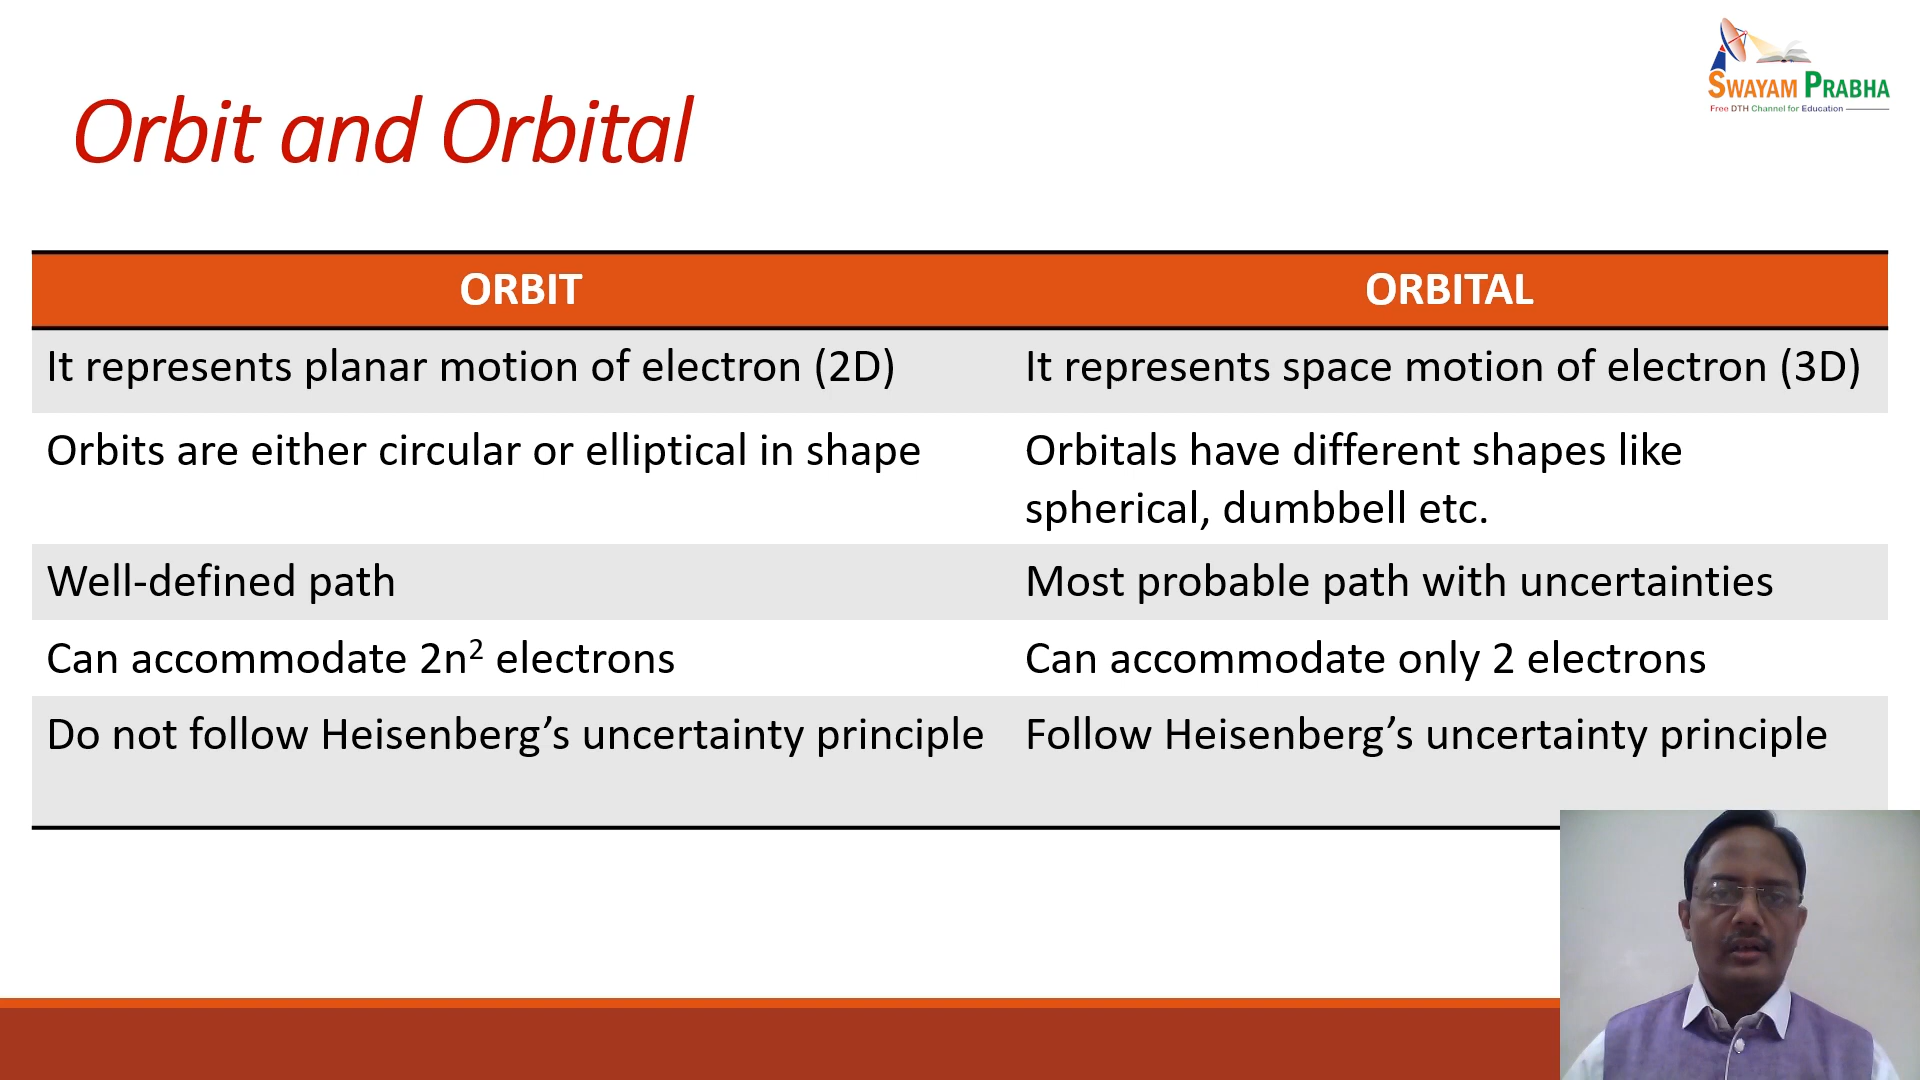 SWAYAM PRABHA
Free DTH Channel for Education
Orbit and Orbital
ORBIT
ORBITAL
It represents planar motion of electron (2D)
It represents space motion of electron (3D)
Orbits are either circular or elliptical in shape
Orbitals have different shapes like
spherical, dumbbell etc.
Well-defined path
Most probable path with uncertainties
Can accommodate 2n² electrons
Can accommodate only 2 electrons
Do not follow Heisenberg’s uncertainty principle
Follow Heisenberg’s uncertainty principle